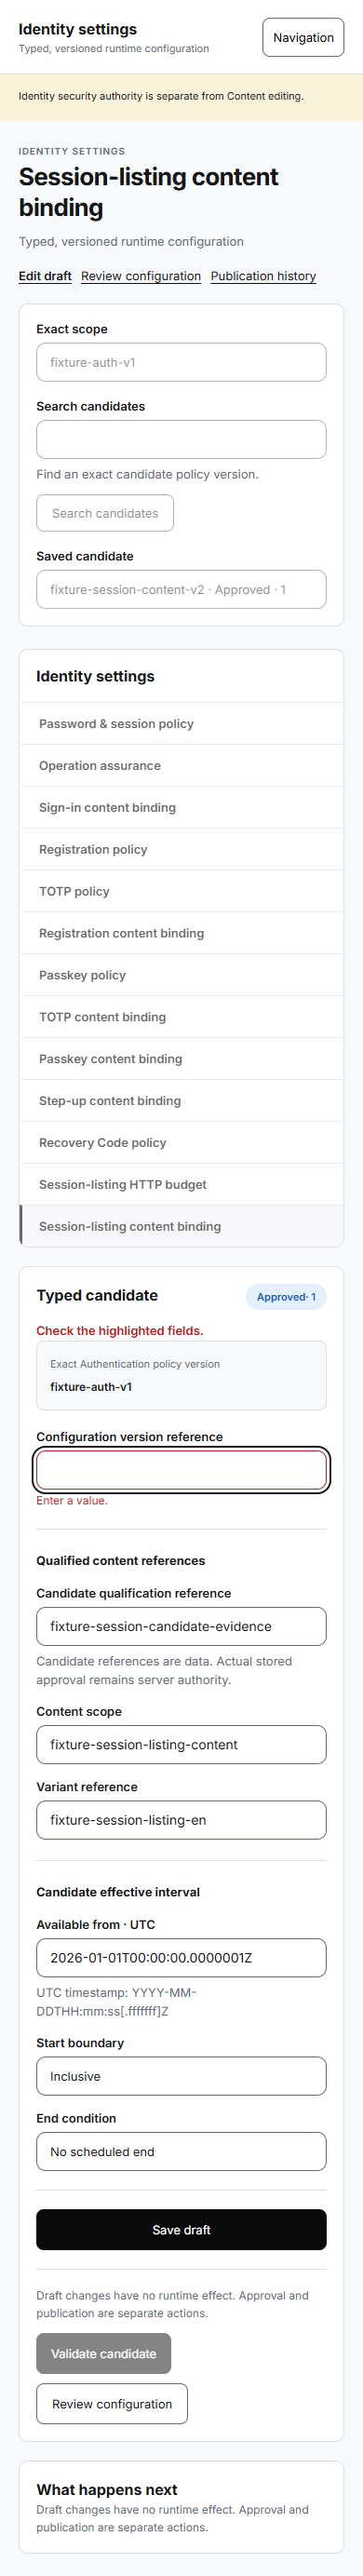 Identity settings
Typed, versioned runtime configuration
Navigation
Identity security authority is separate from Content editing.
IDENTITY SETTINGS
Session-listing content
binding
Typed, versioned runtime configuration
Edit draft Review configuration Publication history
Exact scope
fixture-auth-v1
Search candidates
Find an exact candidate policy version.
Search candidates
Saved candidate
fixture-session-content-v2 · Approved · 1
Identity settings
Password & session policy
Operation assurance
Sign-in content binding
Registration policy
TOTP policy
Registration content binding
Passkey policy
TOTP content binding
Passkey content binding
Step-up content binding
Recovery Code policy
Session-listing HTTP budget
Session-listing content binding
Typed candidate
Approved· 1
Check the highlighted fields.
Exact Authentication policy version
fixture-auth-v1
Configuration version reference
Enter a value.
Qualified content references
Candidate qualification reference
fixture-session-candidate-evidence
Candidate references are data. Actual stored
approval remains server authority.
Content scope
fixture-session-listing-content
Variant reference
fixture-session-listing-en
Candidate effective interval
Available from · UTC
2026-01-01T00:00:00.0000001Z
UTC timestamp: YYYY-MM-
DDTHH:mm:ss[.fffffff]Z
Start boundary
Inclusive
End condition
No scheduled end
Save draft
Draft changes have no runtime effect. Approval and
publication are separate actions.
Validate candidate
Review configuration
What happens next
Draft changes have no runtime effect. Approval and
publication are separate actions.